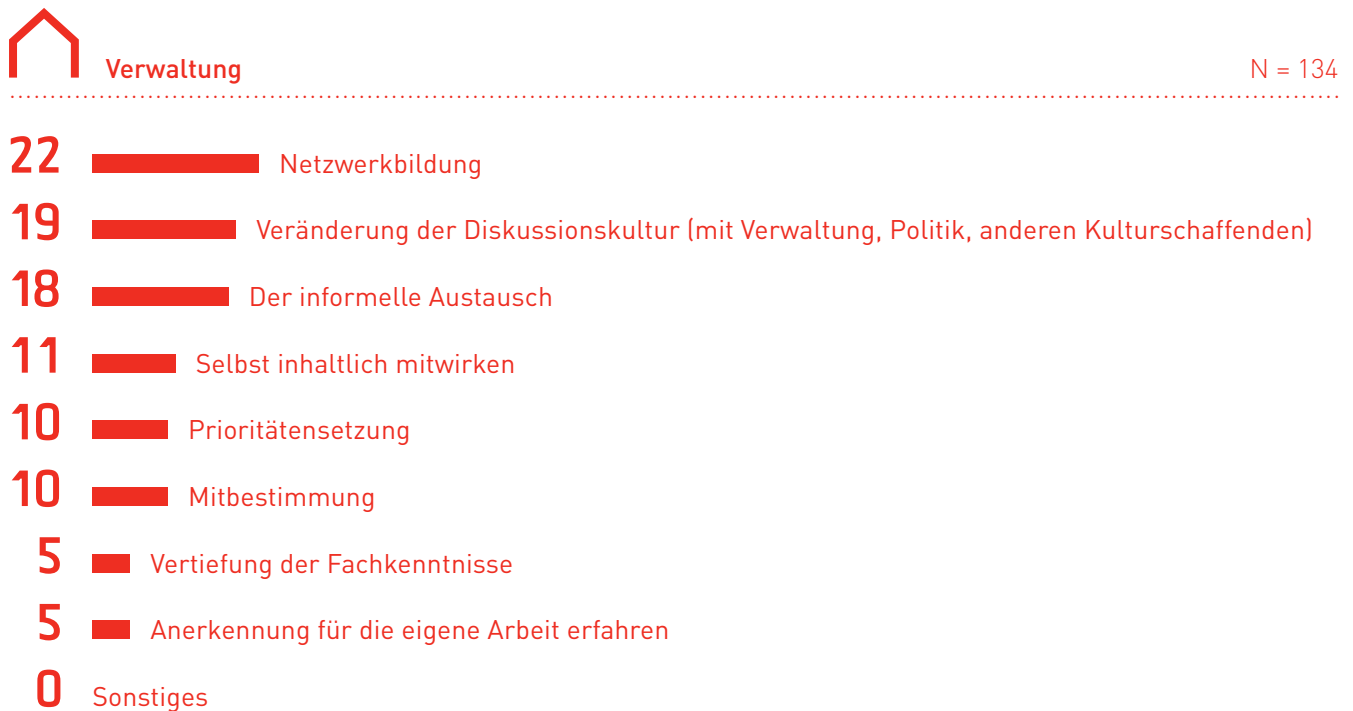 Verwaltung N = 134
22 Netzwerkbildung
19 Veränderung der Diskussionskultur (mit Verwaltung, Politik, anderen Kulturschaffenden)
18 Der informelle Austausch
11 Selbst inhaltlich mitwirken
10 Prioritätensetzung
10 Mitbestimmung
5 Vertiefung der Fachkenntnisse
5 Anerkennung für die eigene Arbeit erfahren
0 Sonstiges